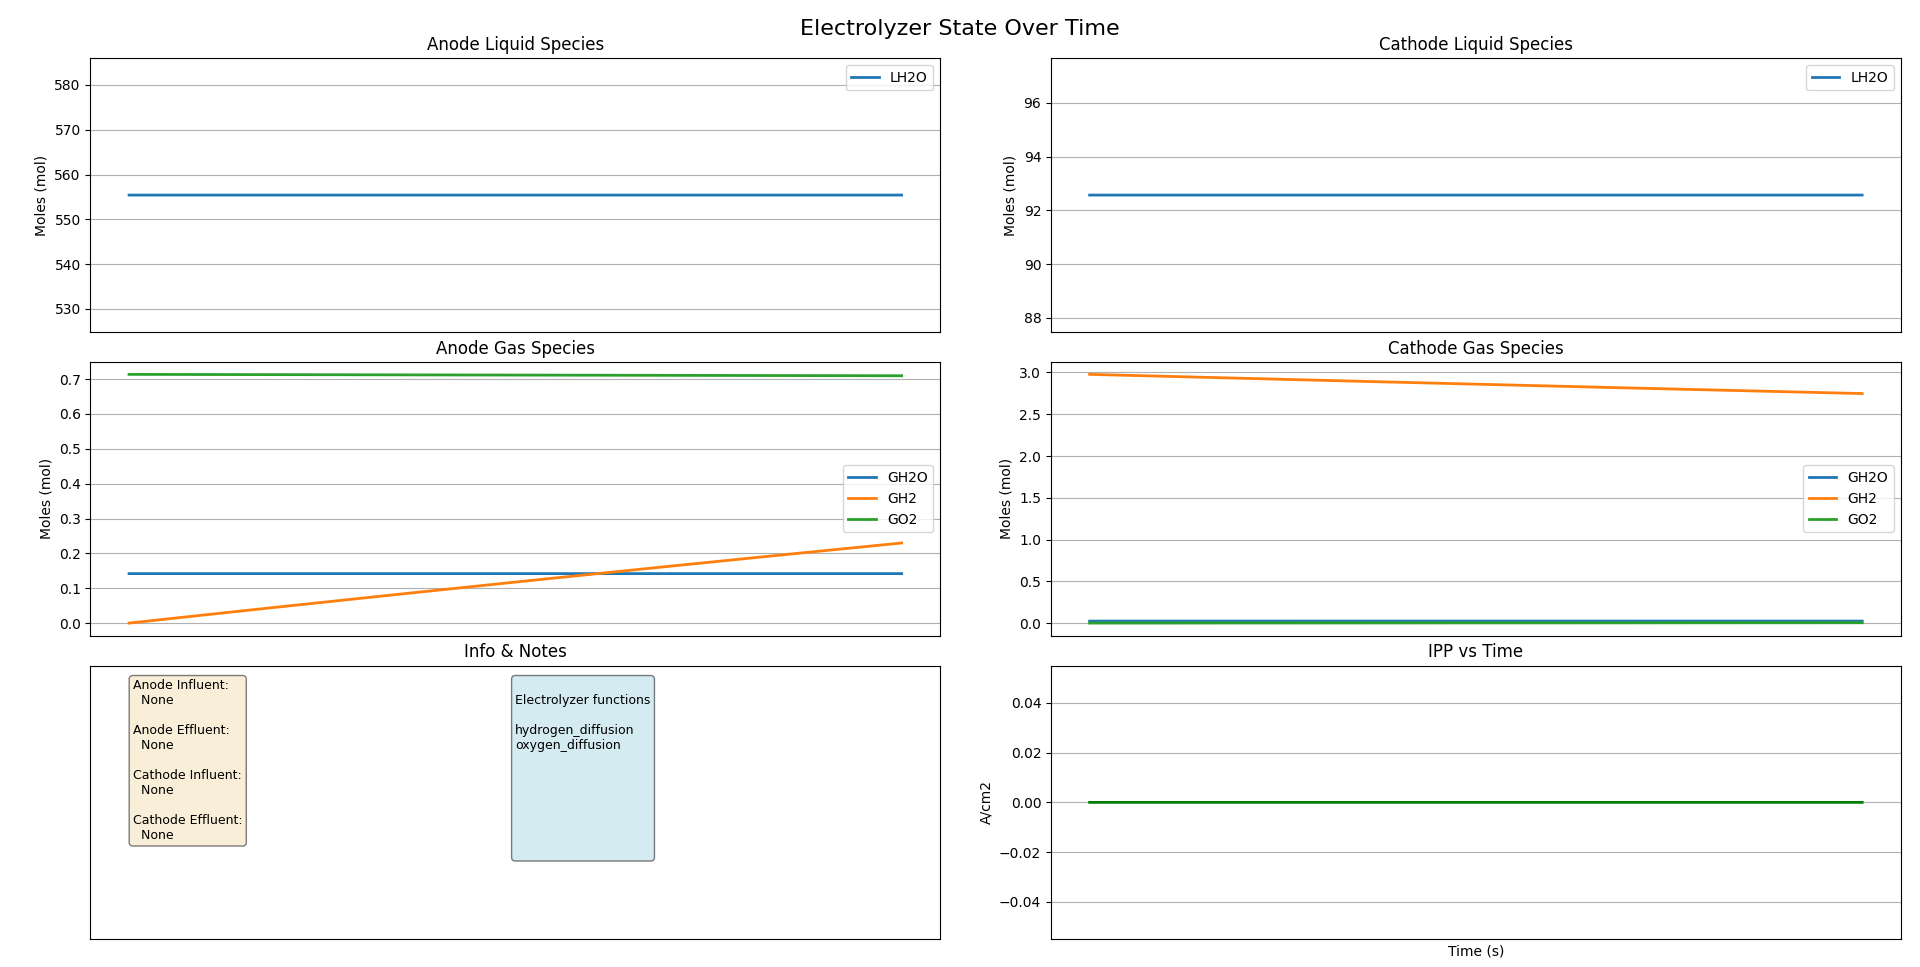 Electrolyzer State Over Time
Anode Liquid Species
Moles (mol)
580
570
560
550
540
530
LH2O
Cathode Liquid Species
Moles (mol)
96
94
92
90
88
LH2O
Anode Gas Species
Moles (mol)
0.7
0.6
0.5
0.4
0.3
0.2
0.1
0.0
GH2O
GH2
GO2
Cathode Gas Species
Moles (mol)
3.0
2.5
2.0
1.5
1.0
0.5
0.0
GH2O
GH2
GO2
Info & Notes
Anode Influent:
None
Anode Effluent:
None
Cathode Influent:
None
Cathode Effluent:
None
Electrolyzer functions
hydrogen_diffusion
oxygen_diffusion
IPP vs Time
A/cm2
0.04
0.02
0.00
−0.02
−0.04
Time (s)